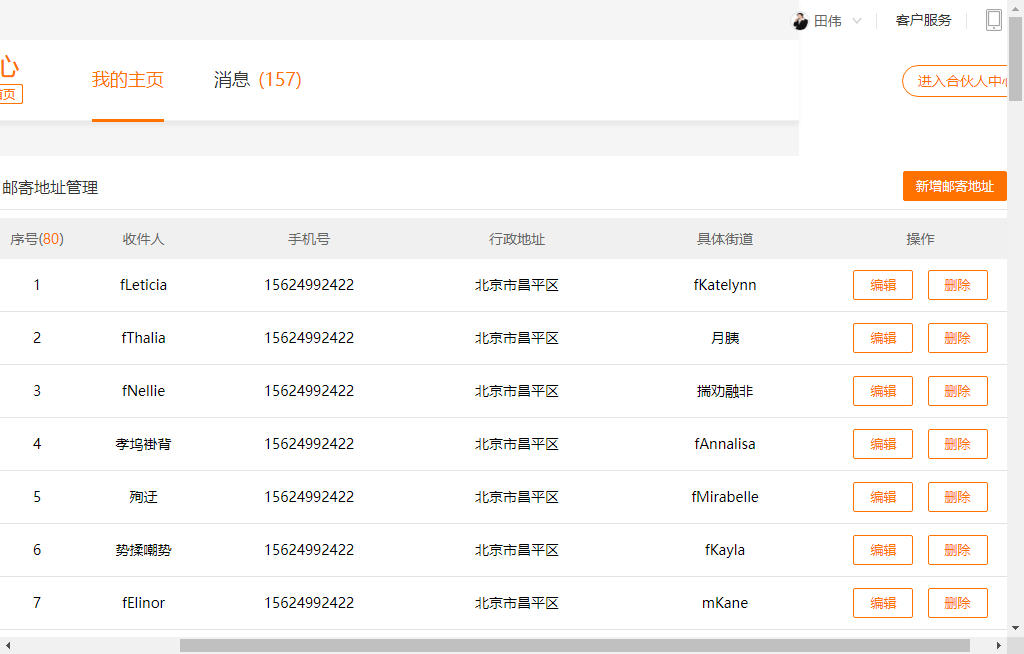 田伟 客户服务
心
首页
我的主页 消息 (157)
进入合伙人中心
邮寄地址管理 新增邮寄地址
序号(80) 收件人 手机号 行政地址 具体街道 操作
1 fLeticia 15624992422 北京市昌平区 fKatelynn 编辑 删除
2 fThalia 15624992422 北京市昌平区 月胰 编辑 删除
3 fNellie 15624992422 北京市昌平区 揣劝融非 编辑 删除
4 孝坞褂背 15624992422 北京市昌平区 fAnnalisa 编辑 删除
5 殉迂 15624992422 北京市昌平区 fMirabelle 编辑 删除
6 势揉嘲势 15624992422 北京市昌平区 fKayla 编辑 删除
7 fElinor 15624992422 北京市昌平区 mKane 编辑 删除